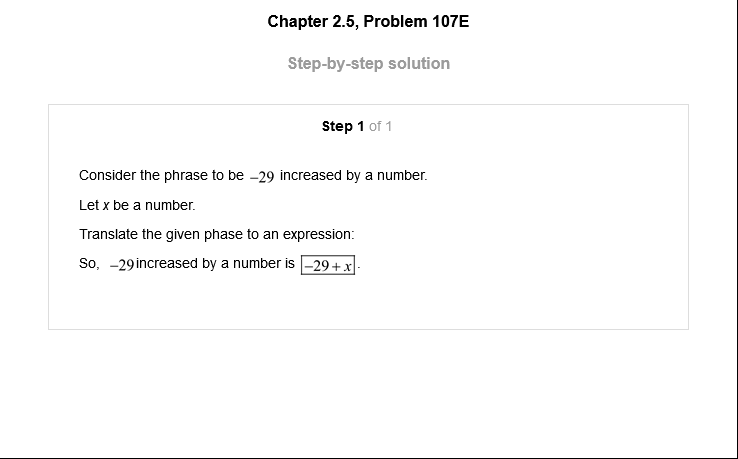 Chapter 2.5, Problem 107E
Step-by-step solution
Step 1 of 1
Consider the phrase to be −29 increased by a number.
Let x be a number.
Translate the given phase to an expression:
So, −29 increased by a number is −29 + x.